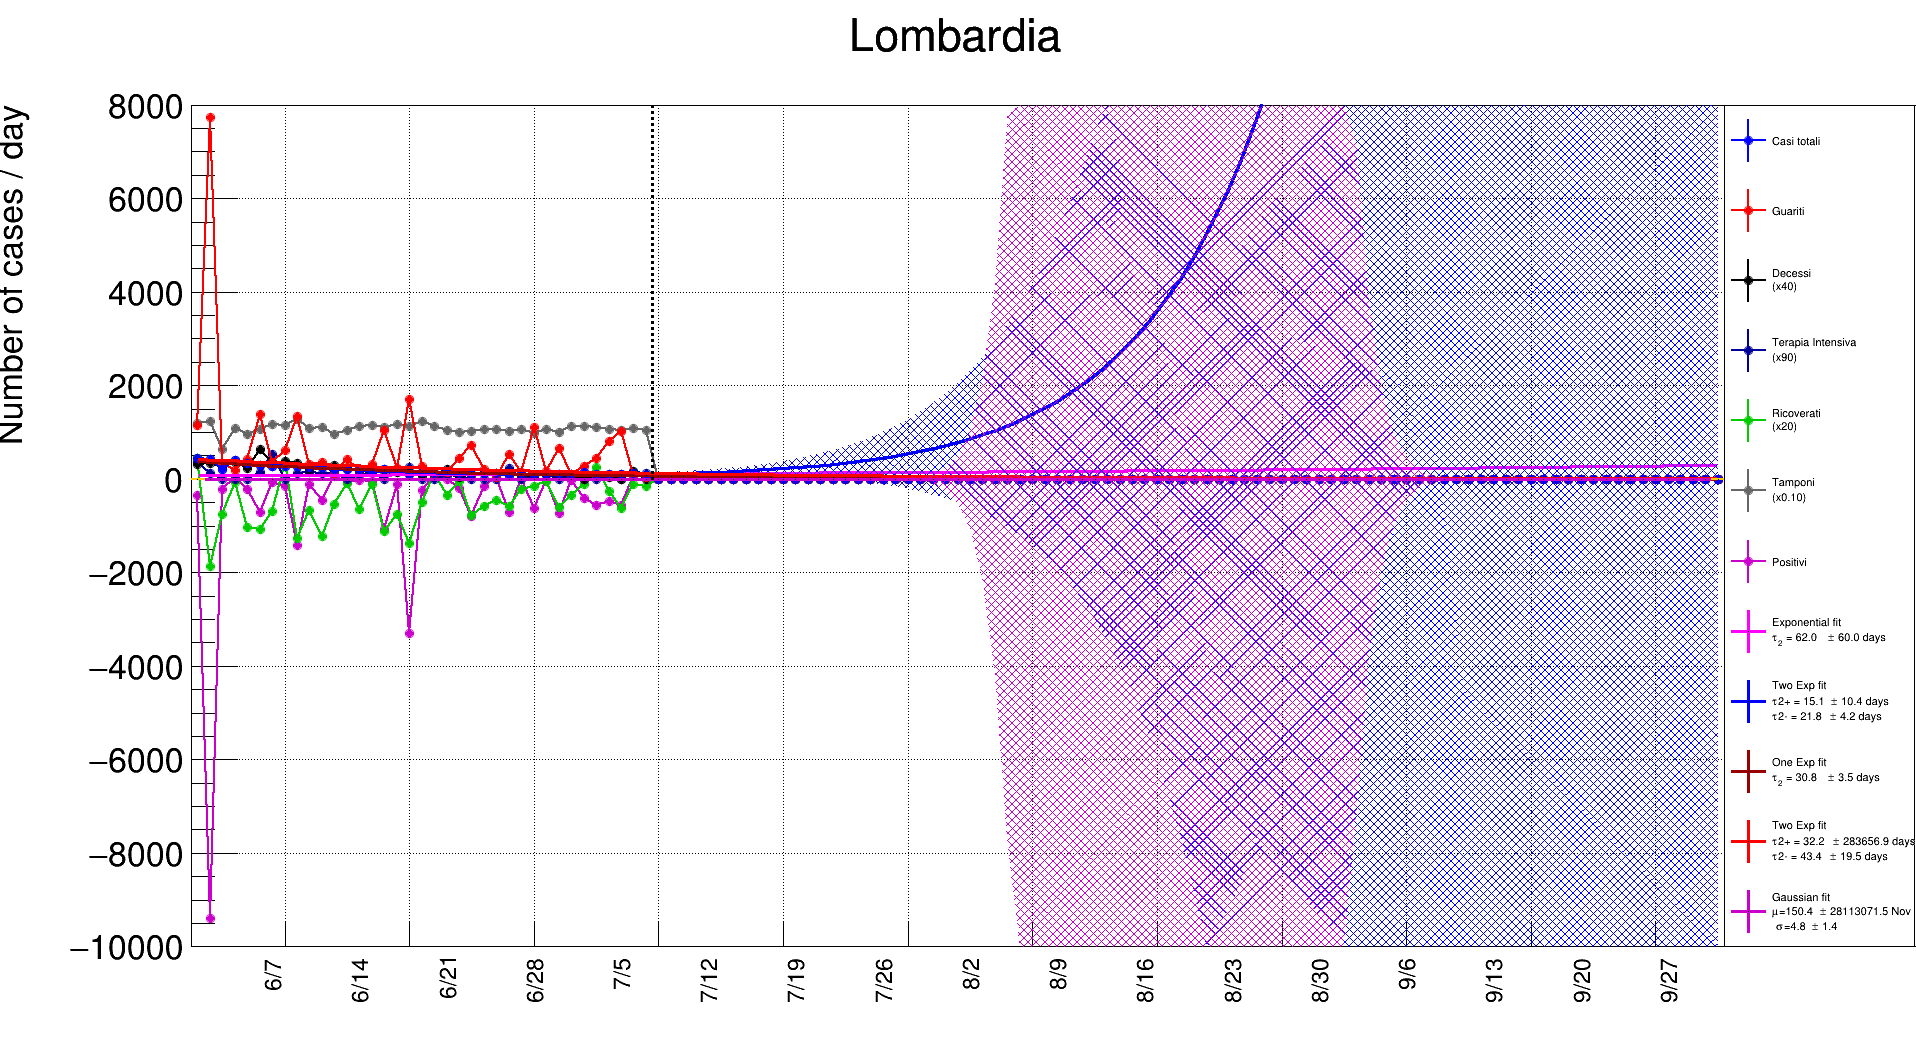 Lombardia
Number of cases / day
8000
6000
4000
2000
0
−2000
−4000
−6000
−8000
−10000
6/7
6/14
6/21
6/28
7/5
7/12
7/19
7/26
8/2
8/9
8/16
8/23
8/30
9/6
9/13
9/20
9/27
Casi totali
Guariti
Decessi
(x40)
Terapia Intensiva
(x90)
Ricoverati
(x20)
Tamponi
(x0.10)
Positivi
Exponential fit
τ2 = 62.0 ± 60.0 days
Two Exp fit
τ2+ = 15.1 ± 10.4 days
τ2- = 21.8 ± 4.2 days
One Exp fit
τ2 = 30.8 ± 3.5 days
Two Exp fit
τ2+ = 32.2 ± 283656.9 days
τ2- = 43.4 ± 19.5 days
Gaussian fit
μ=150.4 ± 28113071.5 Nov
σ=4.8 ± 1.4